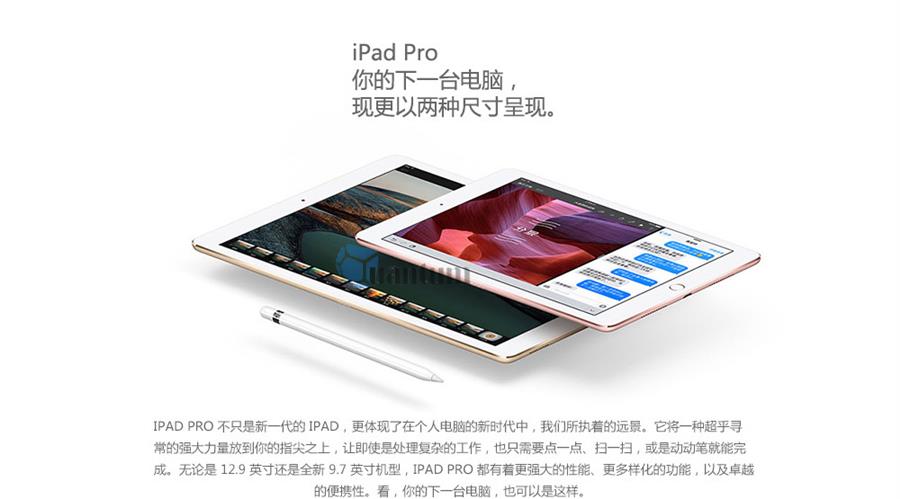 iPad Pro
你的下一台电脑，
现更以两种尺寸呈现。
分景
Yuantum
IPAD PRO 不只是新一代的 IPAD，更体现了在个人电脑的新时代中，我们所执着的远景。它将一种超乎寻
常的强大力量放到你的指尖之上，让即使是处理复杂的工作，也只需要点一点、扫一扫，或是动动笔就能完
成。无论是 12.9 英寸还是全新 9.7 英寸机型，IPAD PRO 都有着更强大的性能、更多样化的功能，以及卓越
的便携性。看，你的下一台电脑，也可以是这样。